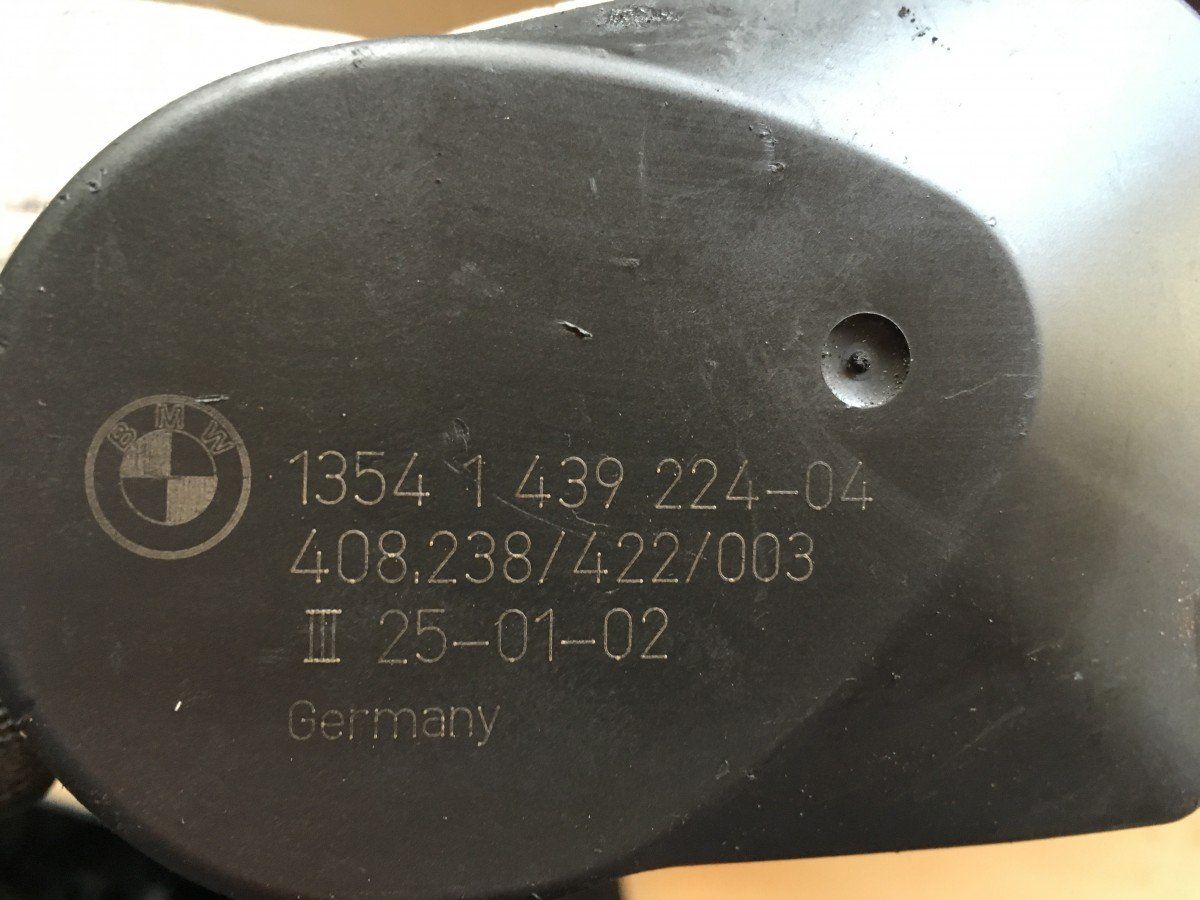 BMW
1354 1 439 224-04
408.238/422/003
III 25-01-02
Germany